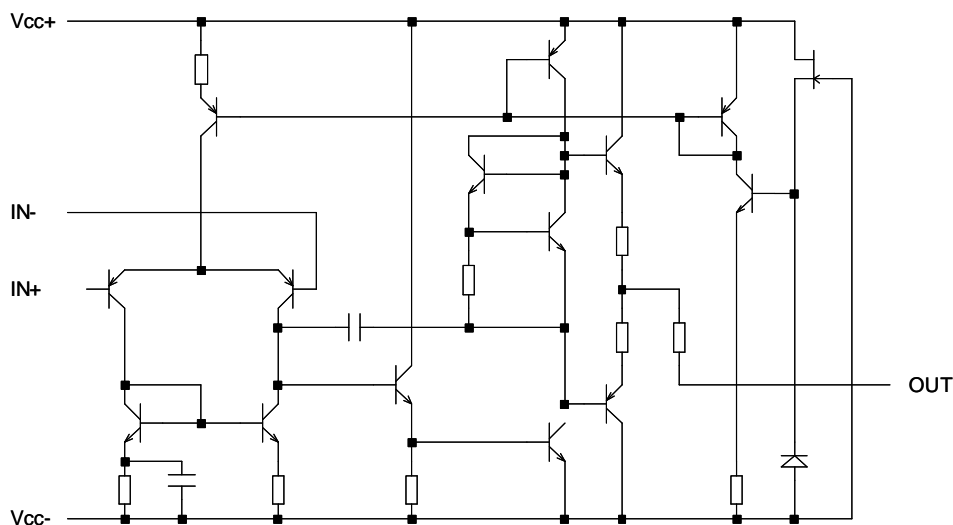 Vcc+
IN-
IN+
OUT
Vcc-